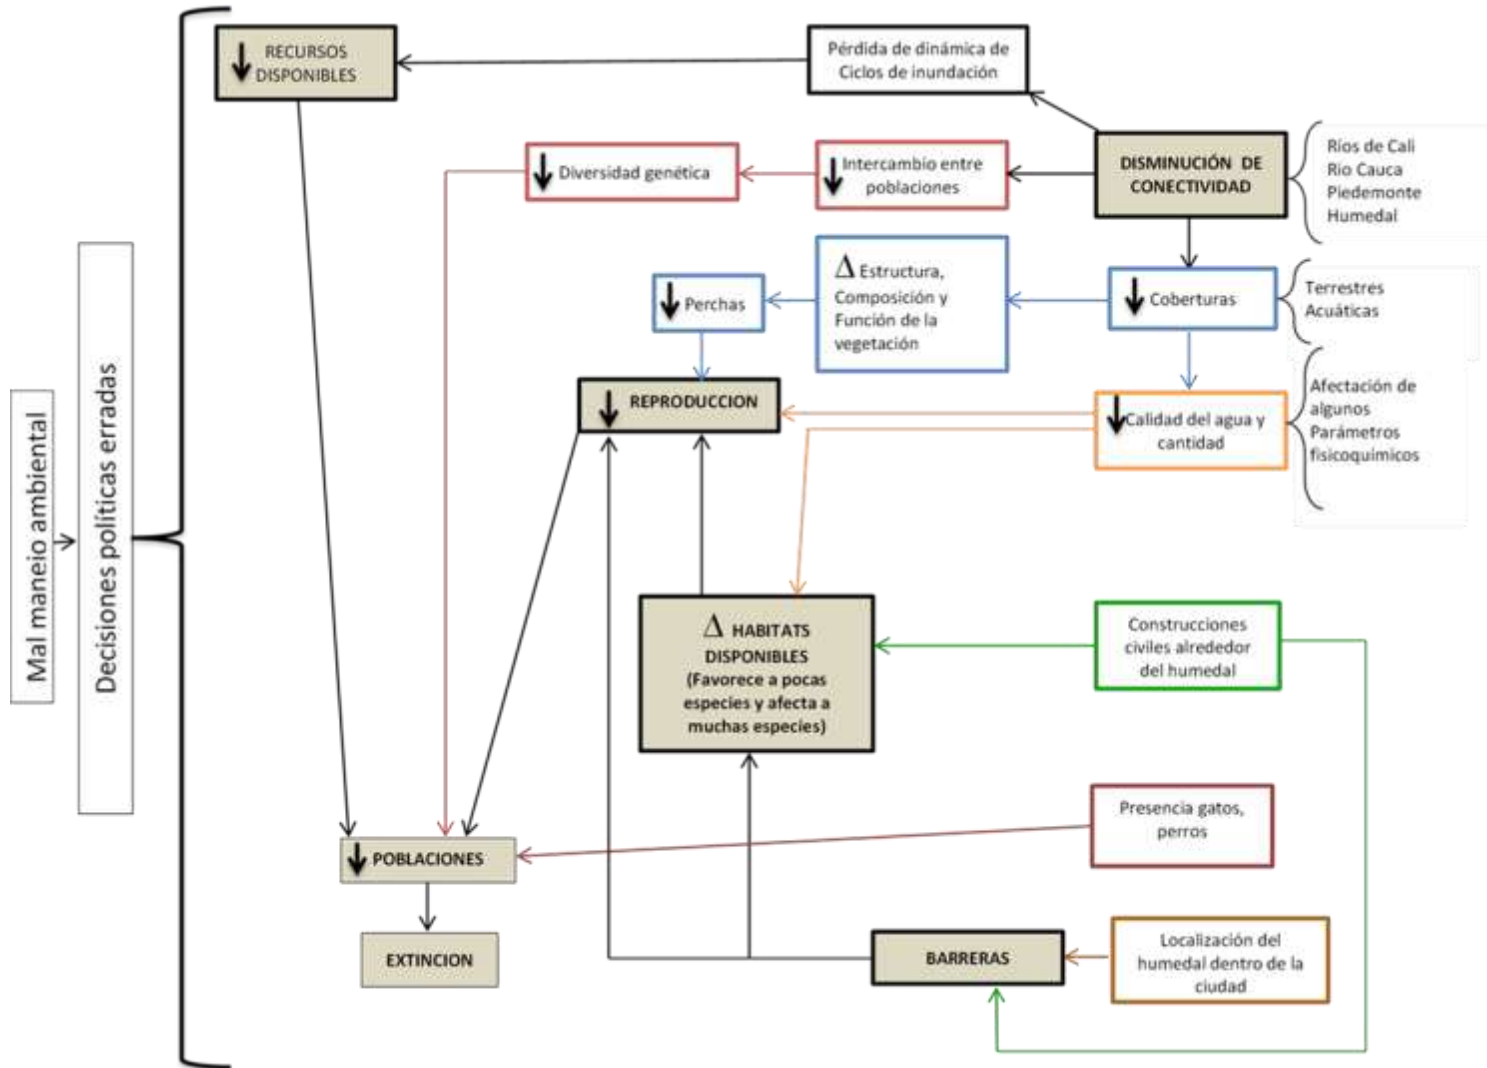 Mal maneio ambiental
Decisiones políticas erradas
RECURSOS
DISPONIBLES
Pérdida de dinámica de
Ciclos de inundación
DISMINUCIÓN DE
CONECTIVIDAD
Ríos de Cali
Rio Cauca
Piedemonte
Humedal
Diversidad genética
Intercambio entre
poblaciones
Perchas
Δ Estructura,
Composición y
Función de la
vegetación
Coberturas
Terrestres
Acuáticas
REPRODUCCION
Calidad del agua y
cantidad
Afectación de
algunos
Parámetros
fisicoquímicos
Δ HABITATS
DISPONIBLES
(Favorece a pocas
especies y afecta a
muchas especies)
Construcciones
civiles alrededor
del humedal
Presencia gatos,
perros
POBLACIONES
EXTINCION
BARRERAS
Localización del
humedal dentro de la
ciudad